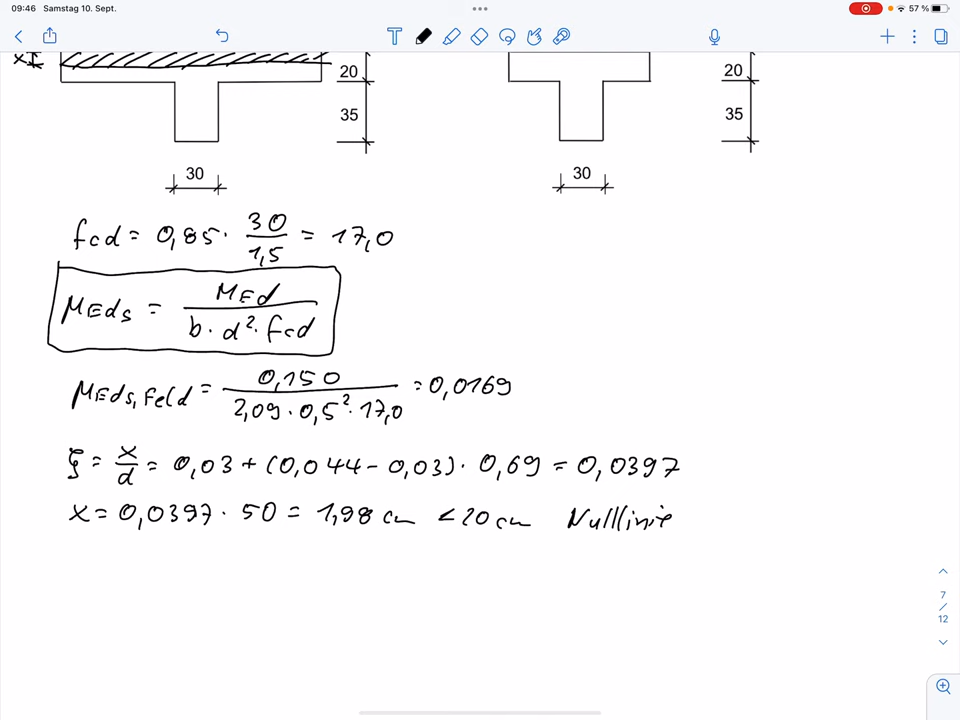 09:46 Samstag 10. Sept. 57 %
T
x
20
35
30
20
35
30
fcd = 0,85 · 30/1,5 = 17,0
μEds = MEd / b · d² · fcd
μEds,Feld = 0,150 / 2,09 · 0,5² · 17,0 = 0,0169
ξ = x/d = 0,03 + (0,044 - 0,03) · 0,69 = 0,0397
x = 0,0397 · 50 = 1,98 cm < 20 cm Nulllinie
7
/
12